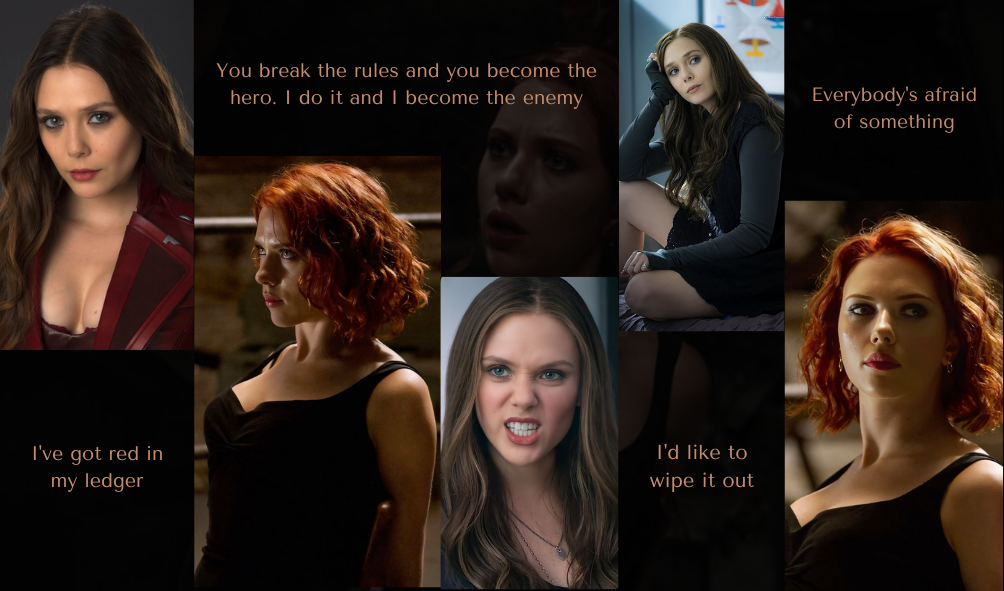 You break the rules and you become the
hero. I do it and I become the enemy
Everybody's afraid
of something
I've got red in
my ledger
I'd like to
wipe it out